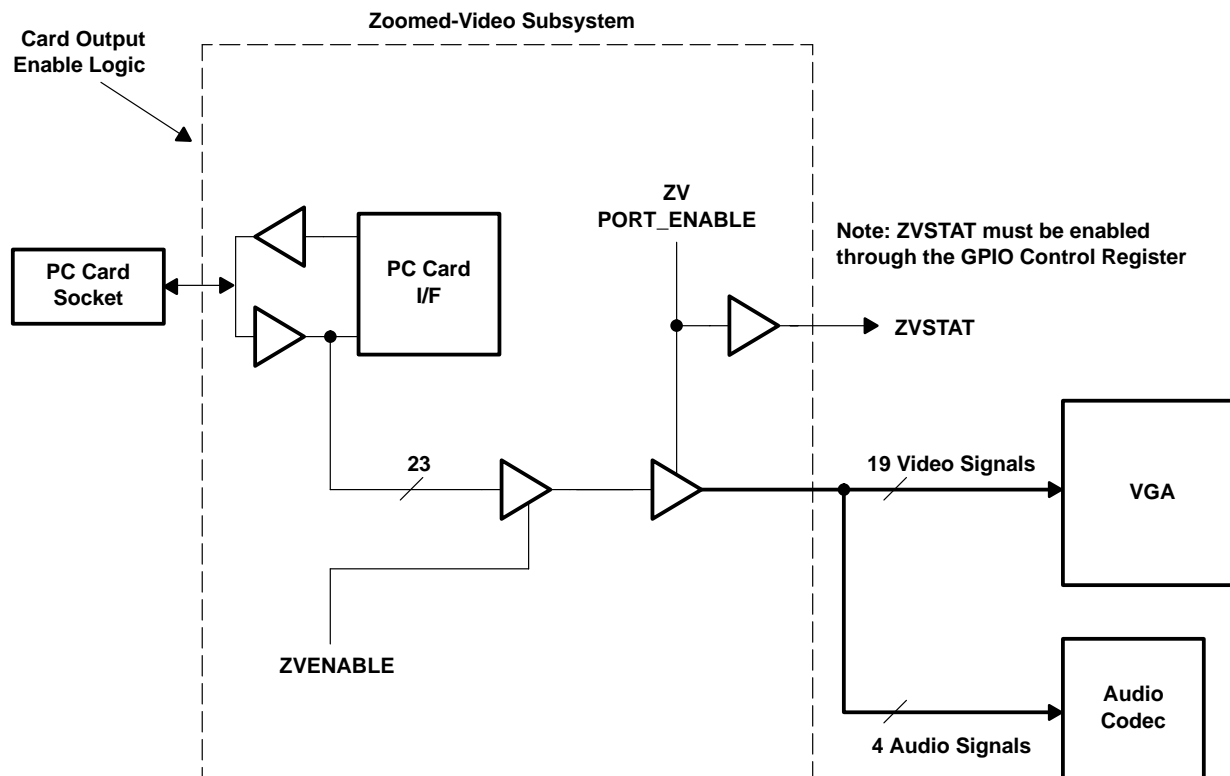 Zoomed-Video Subsystem
Card Output
Enable Logic
ZV
PORT_ENABLE
Note: ZVSTAT must be enabled
through the GPIO Control Register
PC Card
Socket
PC Card
I/F
ZVSTAT
23
19 Video Signals
VGA
ZVENABLE
Audio
Codec
4 Audio Signals